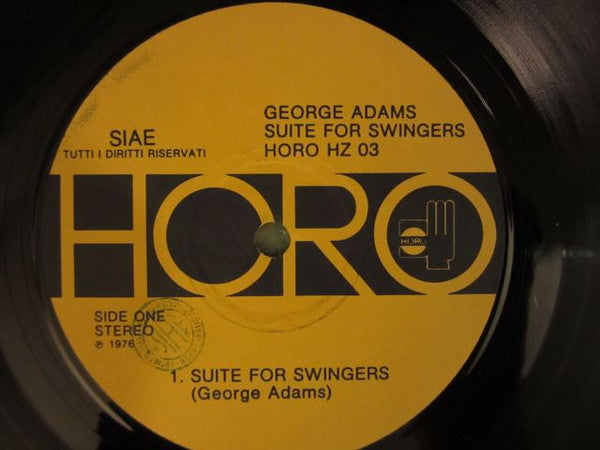 GEORGE ADAMS
SUITE FOR SWINGERS
HORO HZ 03
SIAE
TUTTI I DIRITTI RISERVATI
HORO
HORO
SIDE ONE
STEREO
℗ 1976
1. SUITE FOR SWINGERS
(George Adams)